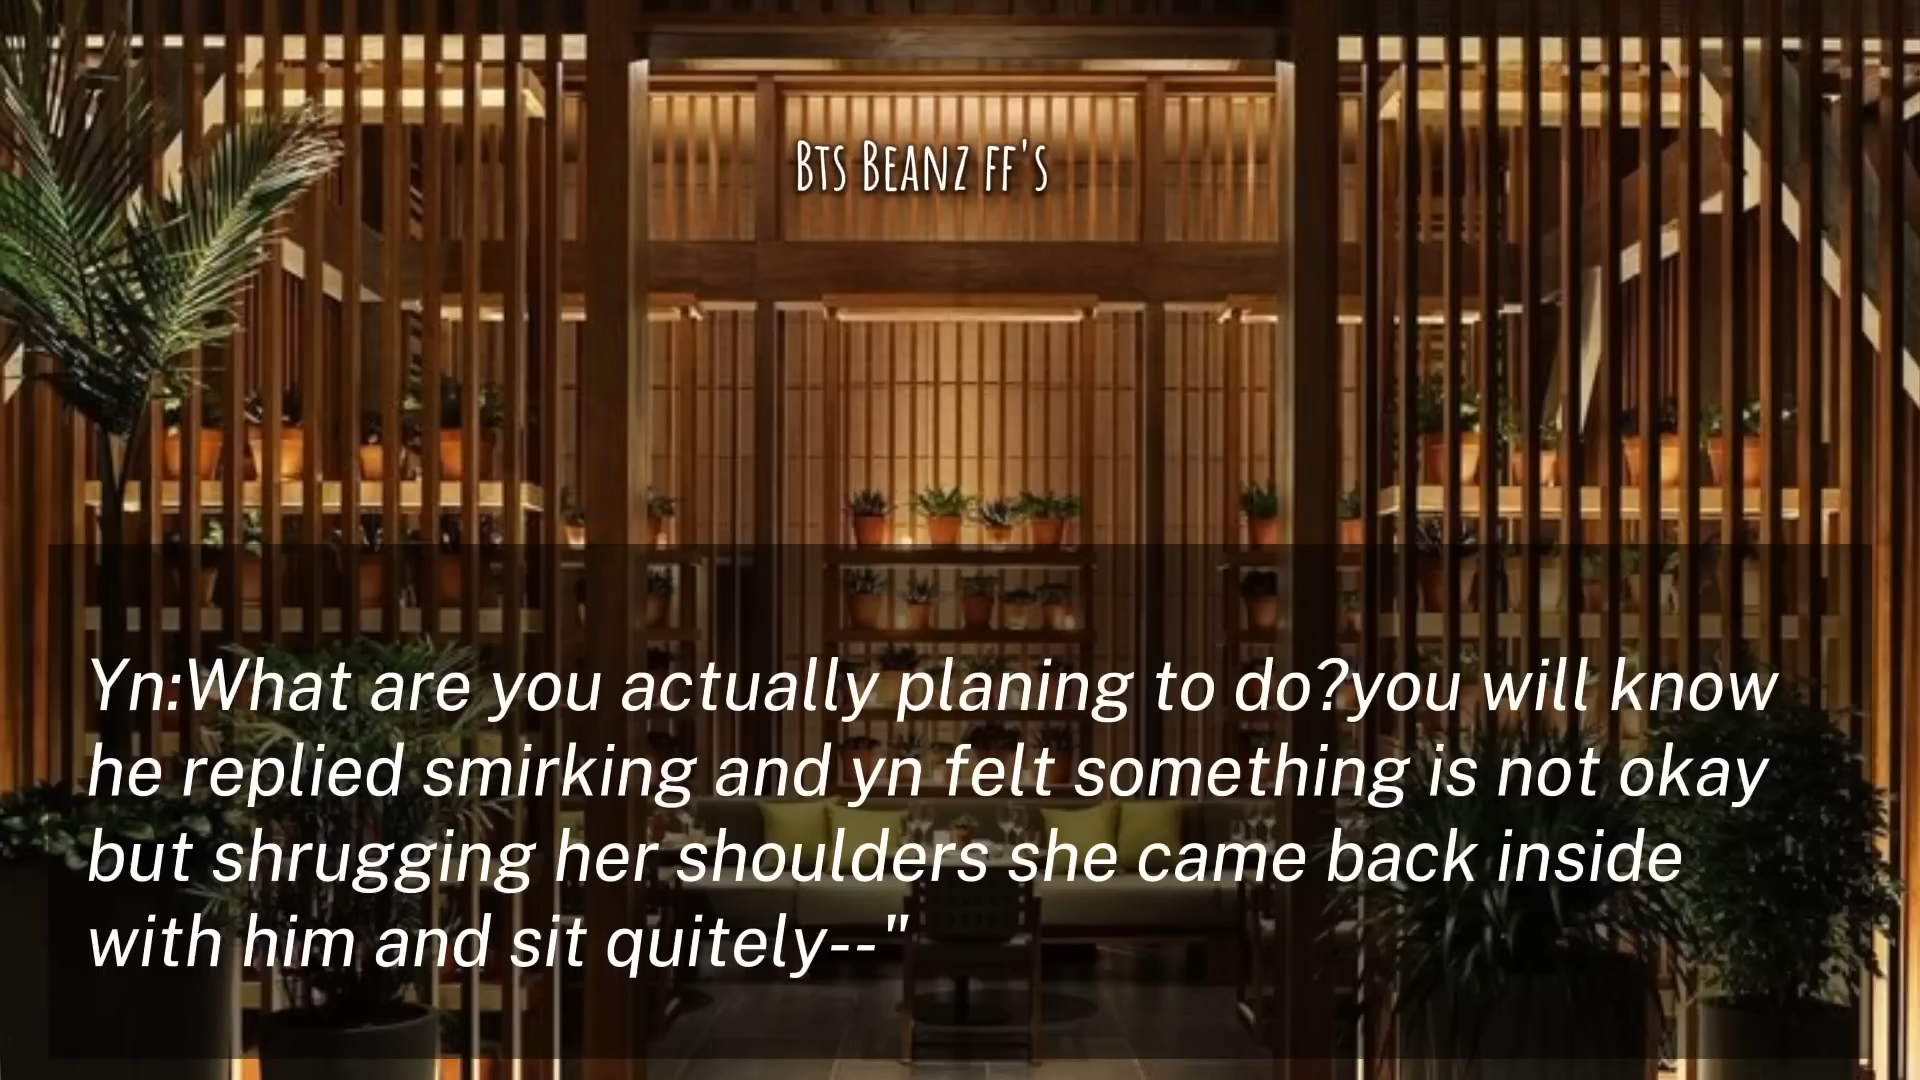 Bts Beanz ff's
Yn:What are you actually planing to do?you will know
he replied smirking and yn felt something is not okay
but shrugging her shoulders she came back inside
with him and sit quitely--"